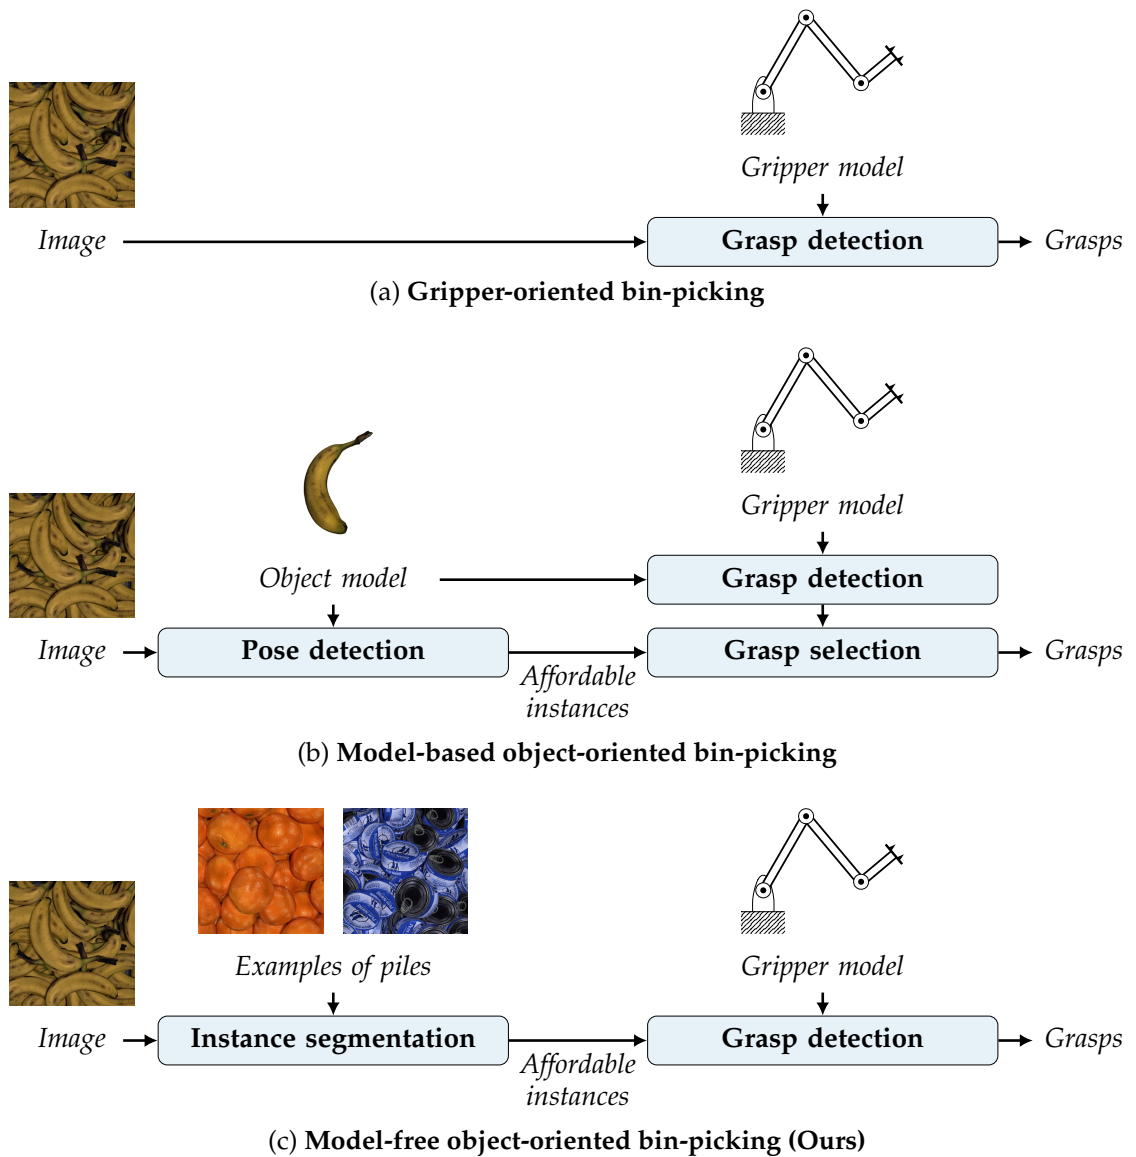 Gripper model
Image
Grasp detection
Grasps
(a) Gripper-oriented bin-picking
Gripper model
Object model
Grasp detection
Image
Pose detection
Affordable
instances
Grasp selection
Grasps
(b) Model-based object-oriented bin-picking
Examples of piles
Gripper model
Image
Instance segmentation
Affordable
instances
Grasp detection
Grasps
(c) Model-free object-oriented bin-picking (Ours)